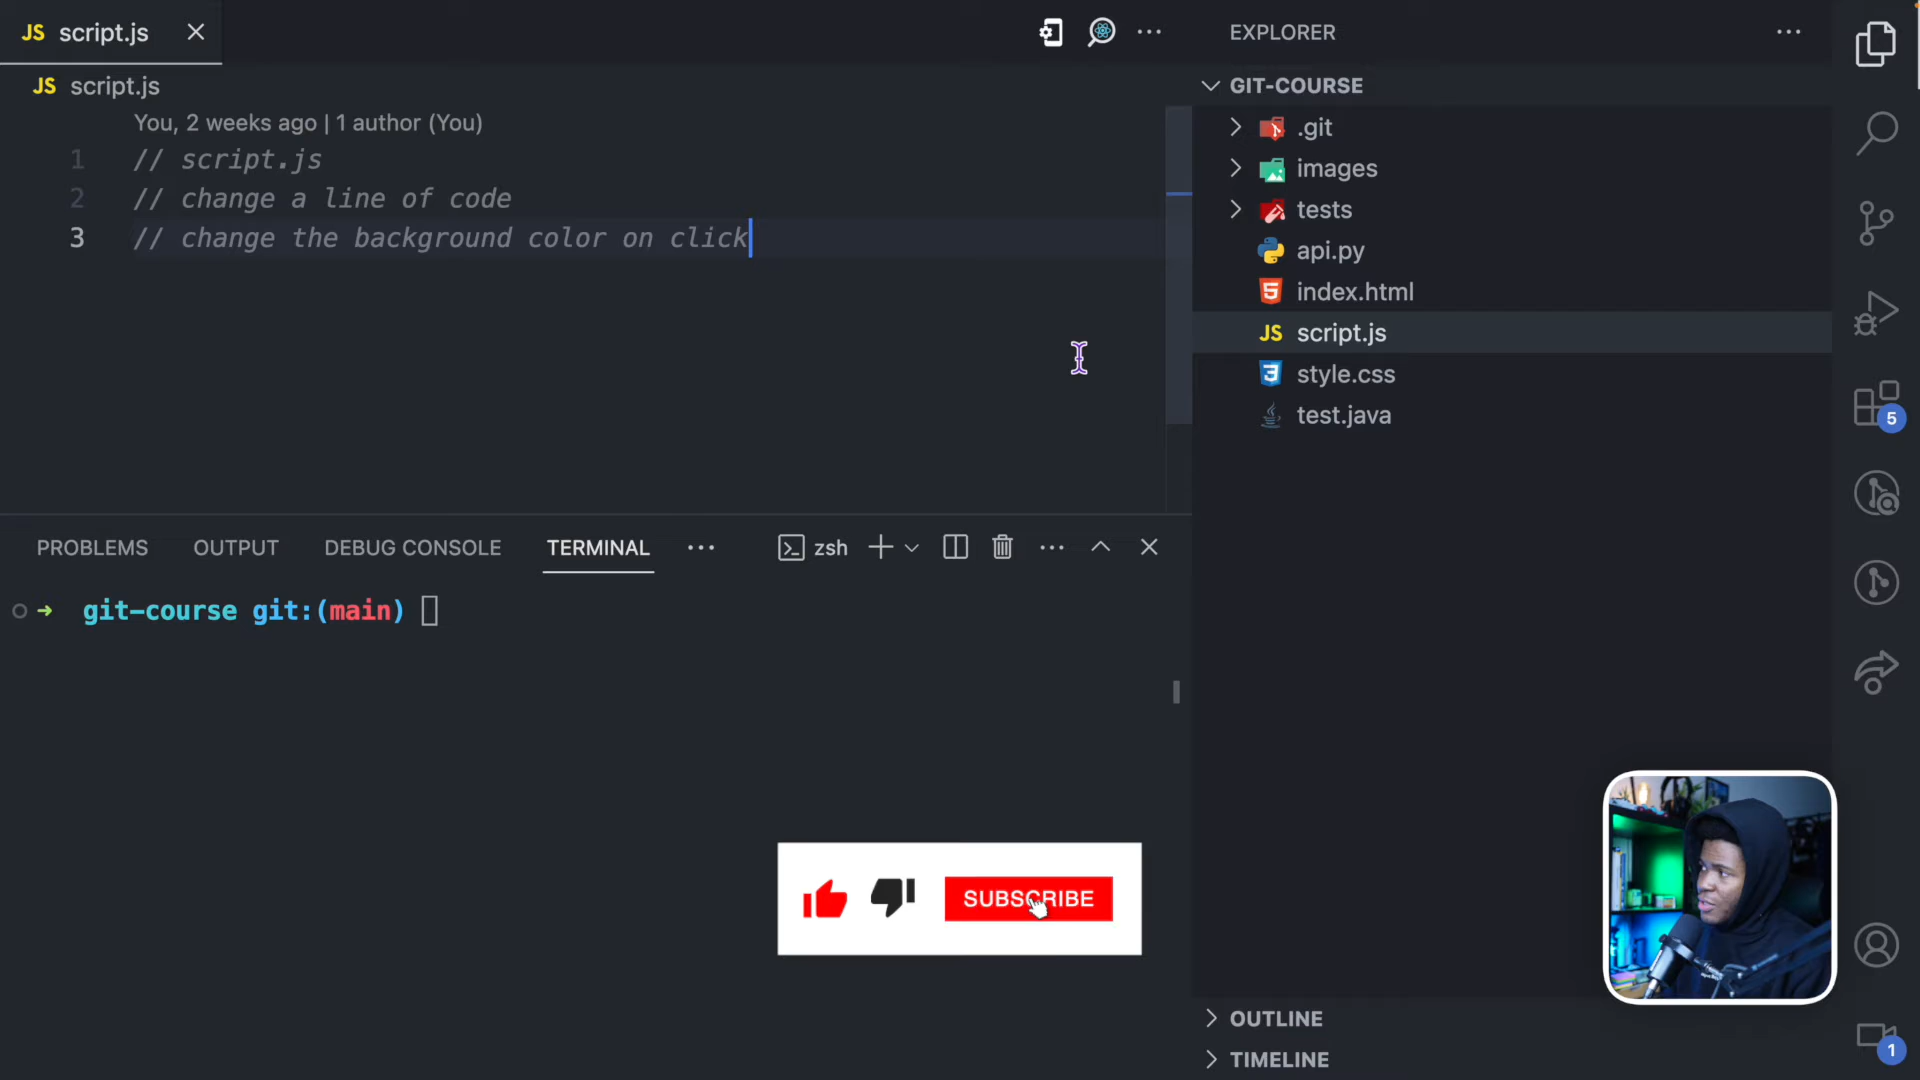 JS script.js
EXPLORER
JS script.js
GIT-COURSE
You, 2 weeks ago | 1 author (You)
1 // script.js
2 // change a line of code
3 // change the background color on click
.git
images
tests
api.py
index.html
JS script.js
style.css
test.java
5
PROBLEMS OUTPUT DEBUG CONSOLE TERMINAL
zsh
git-course git:(main)
SUBSCRIBE
OUTLINE
TIMELINE
1